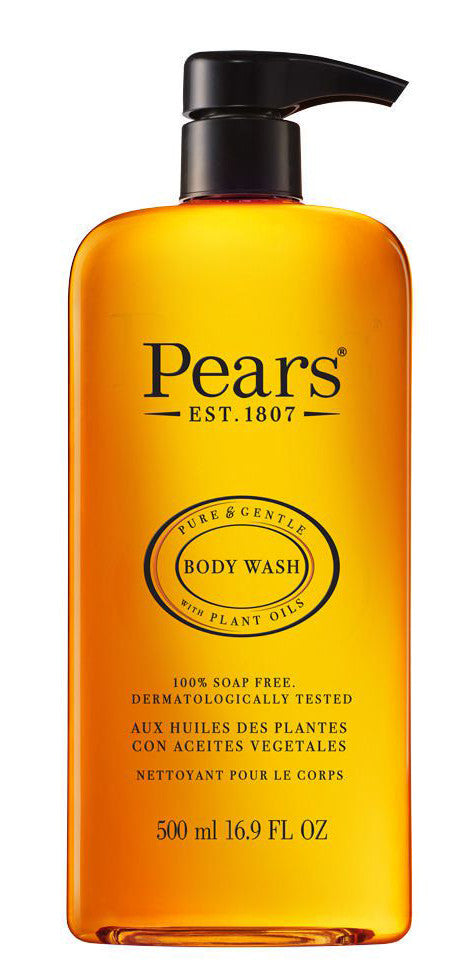 Pears®
EST. 1807
PURE & GENTLE
BODY WASH
WITH PLANT OILS
100% SOAP FREE.
DERMATOLOGICALLY TESTED
AUX HUILES DES PLANTES
CON ACEITES VEGETALES
NETTOYANT POUR LE CORPS
500 ml 16.9 FL OZ